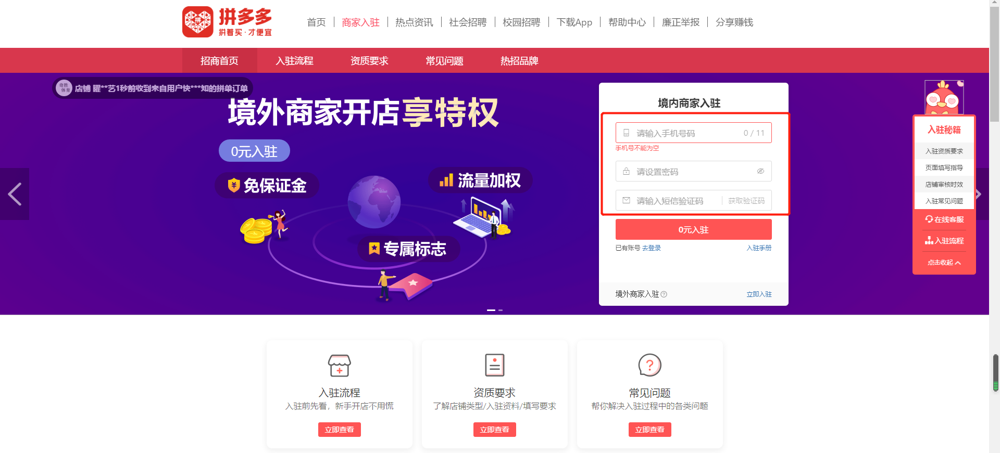 拼多多
拼着买·才便宜
首页 商家入驻 热点资讯 社会招聘 校园招聘 下载App 帮助中心 廉正举报 分享赚钱
招商首页 入驻流程 资质要求 常见问题 热招品牌
奇胜
体育
店铺 曜**艺1秒前收到来自用户快***知的拼单订单
境外商家开店享特权
0元入驻
免保证金
流量加权
专属标志
境内商家入驻
请输入手机号码 0 / 11
手机号不能为空
请设置密码
请输入短信验证码 获取验证码
0元入驻
已有账号 去登录 入驻手册
境外商家入驻 立即入驻
入驻秘籍
入驻资质要求
页面填写指导
店铺审核时效
入驻常见问题
在线客服
入驻流程
点击收起
入驻流程
入驻前先看，新手开店不用慌
立即查看
资质要求
了解店铺类型/入驻资料/填写要求
立即查看
常见问题
帮你解决入驻过程中的各类问题
立即查看